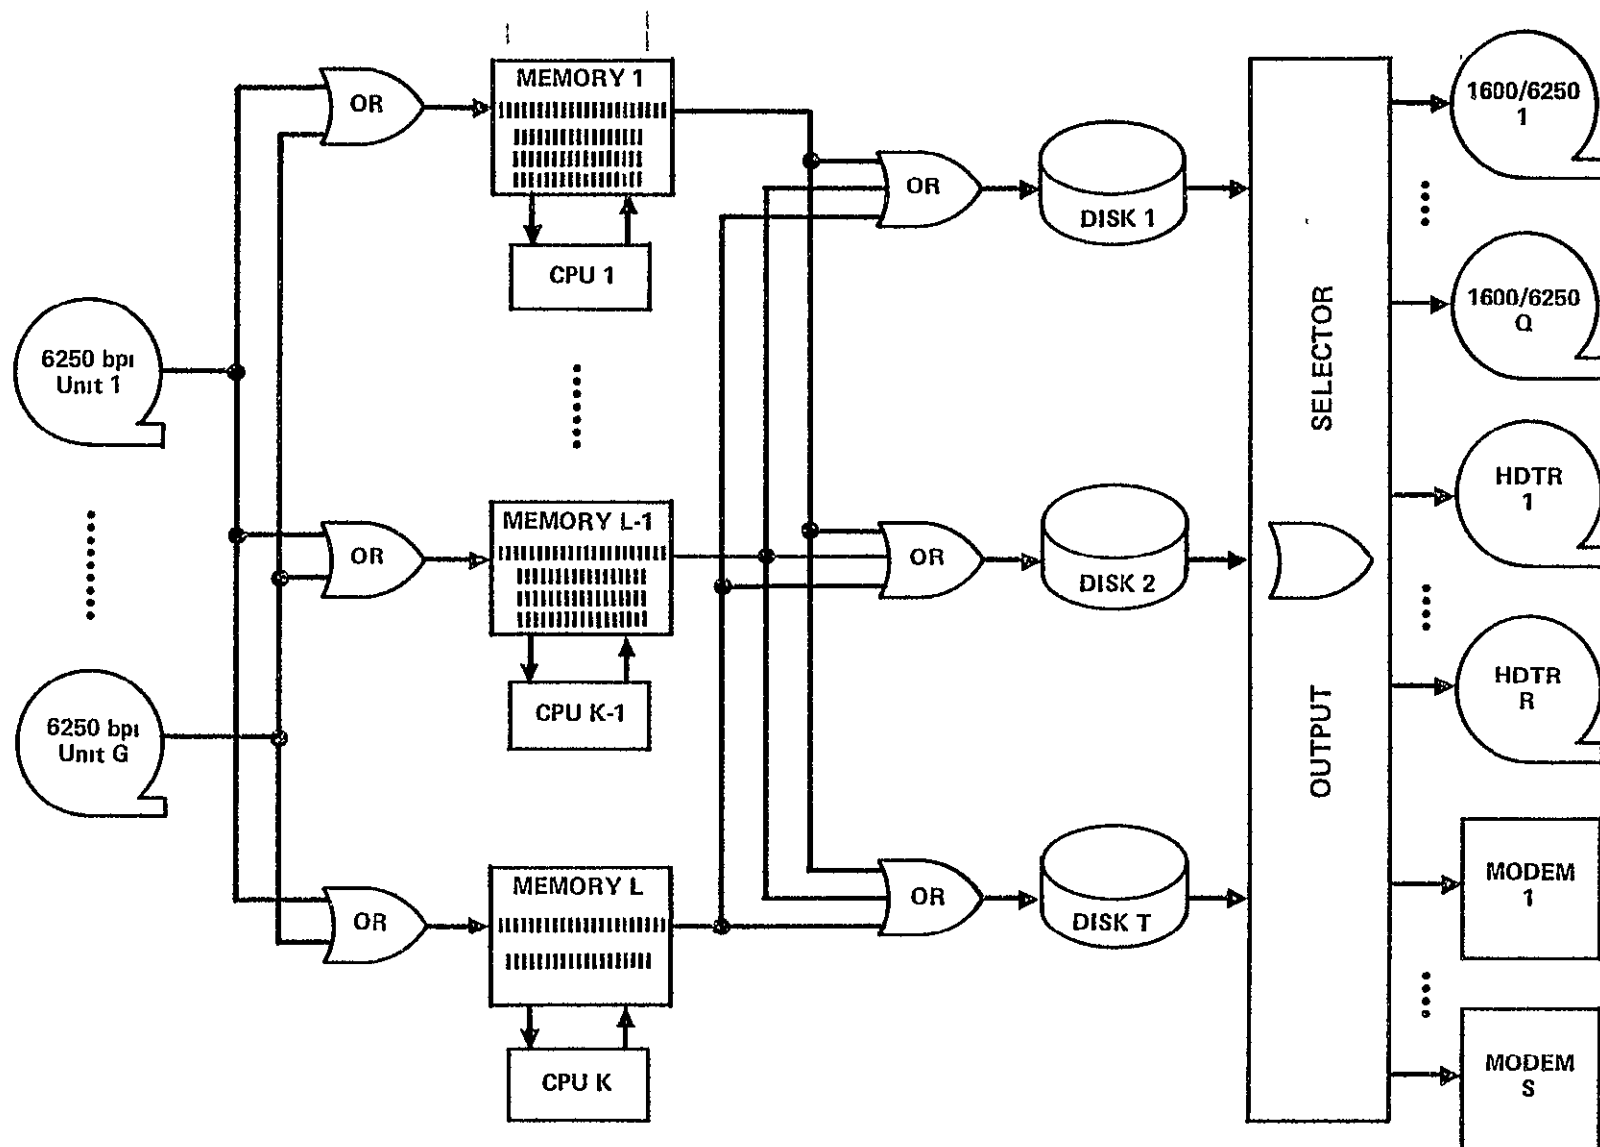 6250 bpi
Unit 1
6250 bpi
Unit G
OR
OR
OR
MEMORY 1
CPU 1
MEMORY L-1
CPU K-1
MEMORY L
CPU K
OR
OR
OR
DISK 1
DISK 2
DISK T
OUTPUT SELECTOR
1600/6250
1
1600/6250
Q
HDTR
1
HDTR
R
MODEM
1
MODEM
S